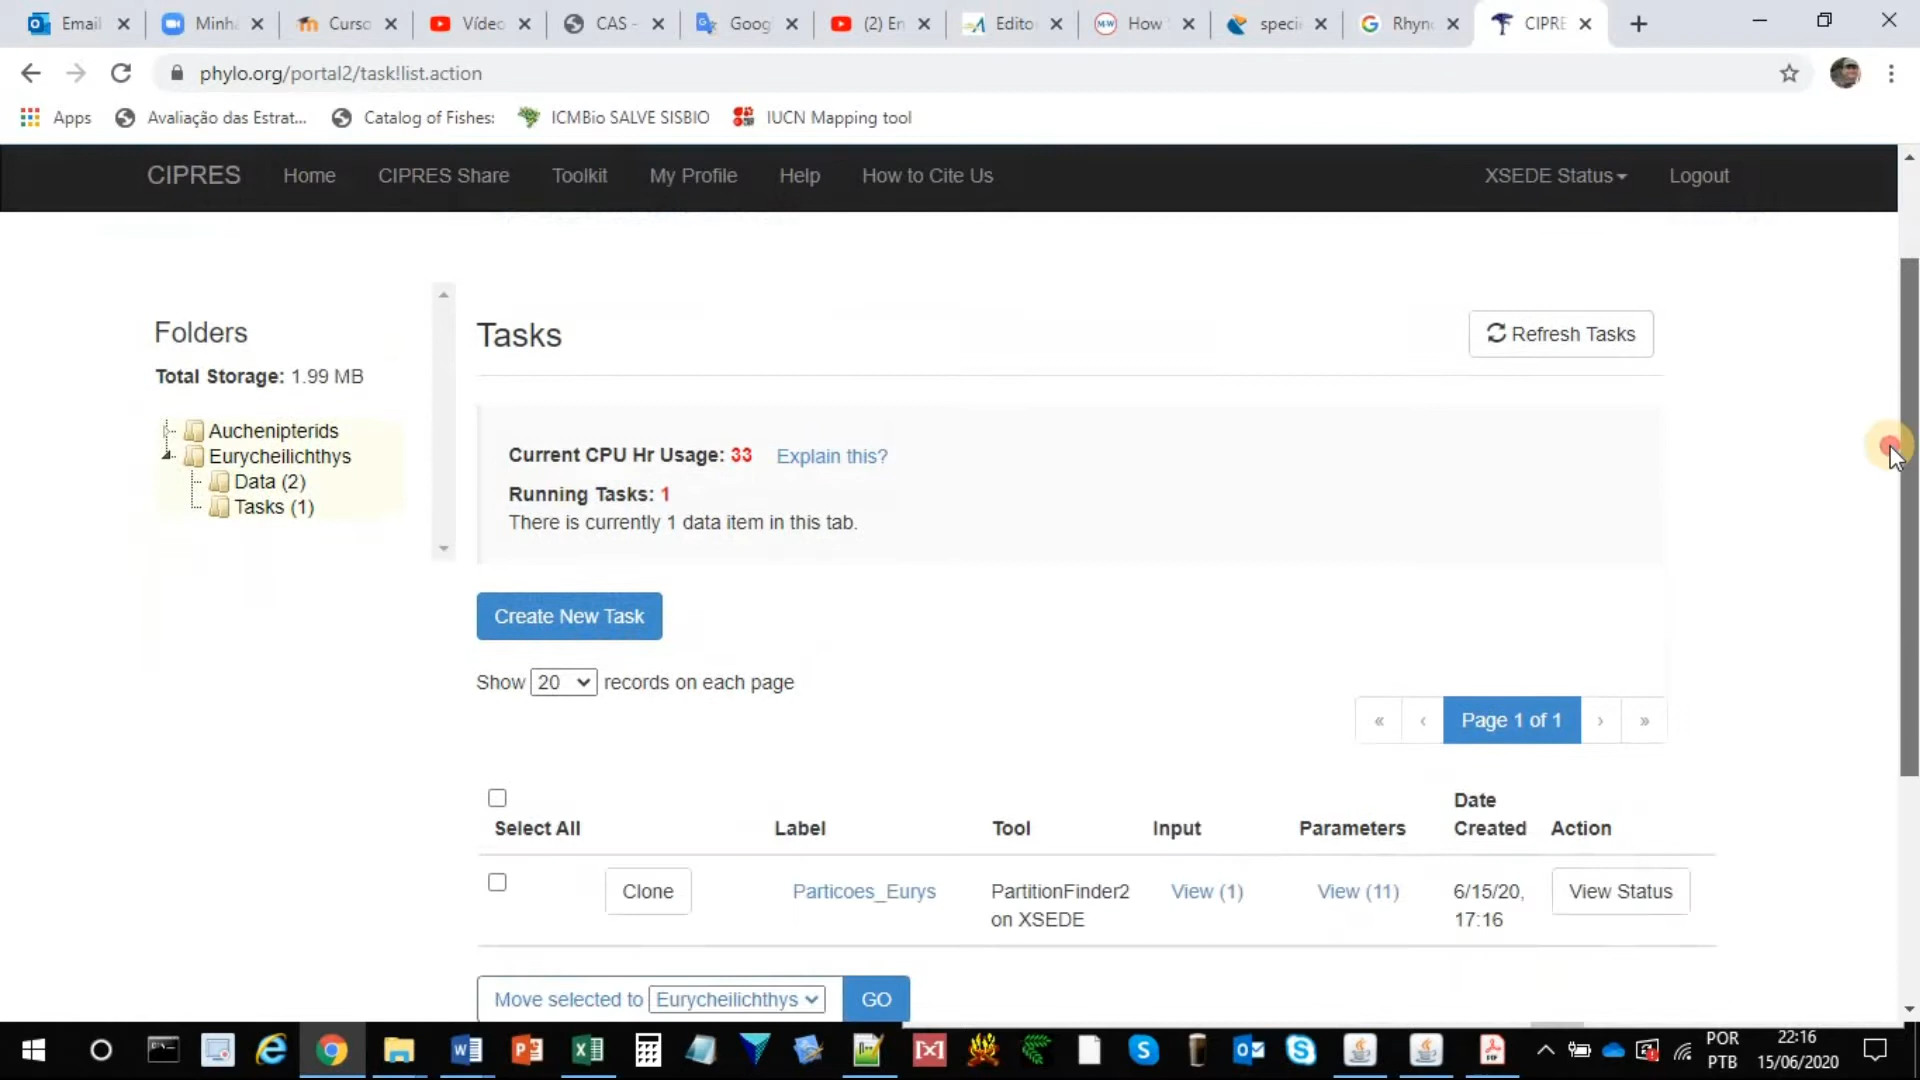 Email
Minha
Curso
Vídeo
CAS -
Goog
(2) En
Edito
How
speci
Rhyn
CIPRE
phylo.org/portal2/task!list.action
Apps
Avaliação das Estrat...
Catalog of Fishes:
ICMBio SALVE SISBIO
IUCN Mapping tool
CIPRES Home CIPRES Share Toolkit My Profile Help How to Cite Us XSEDE Status Logout
Folders
Total Storage: 1.99 MB
Auchenipterids
Eurycheilichthys
Data (2)
Tasks (1)
Tasks
Refresh Tasks
Current CPU Hr Usage: 33 Explain this?
Running Tasks: 1
There is currently 1 data item in this tab.
Create New Task
Show 20 records on each page
« ‹ Page 1 of 1 › »
Select All Label Tool Input Parameters Date Created Action
Clone Particoes_Eurys PartitionFinder2 on XSEDE View (1) View (11) 6/15/20, 17:16 View Status
Move selected to Eurycheilichthys GO
POR
PTB
22:16
15/06/2020